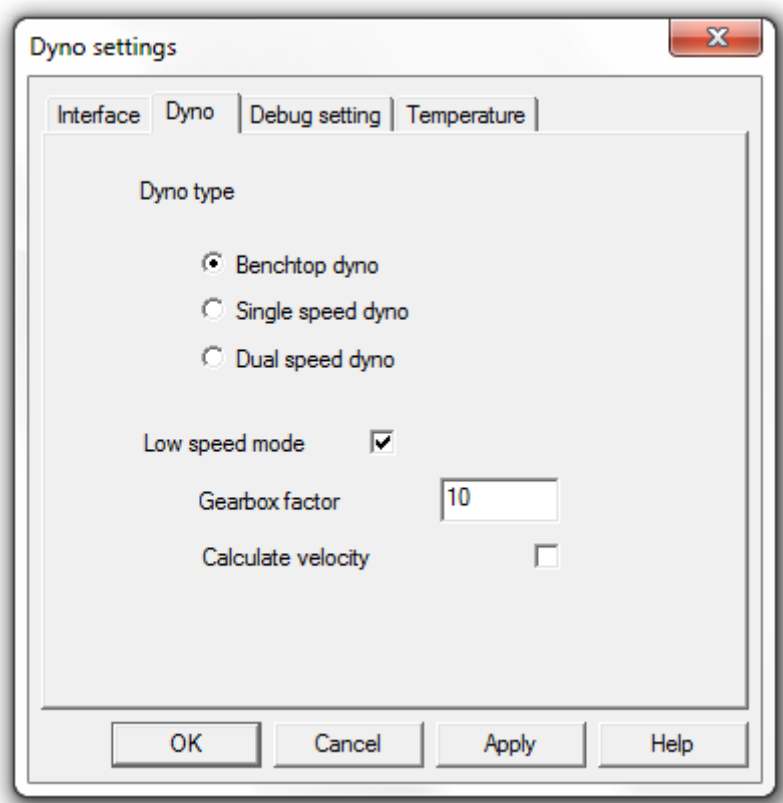 Dyno settings
Interface Dyno Debug setting Temperature
Dyno type
Benchtop dyno
Single speed dyno
Dual speed dyno
Low speed mode
Gearbox factor 10
Calculate velocity
OK Cancel Apply Help